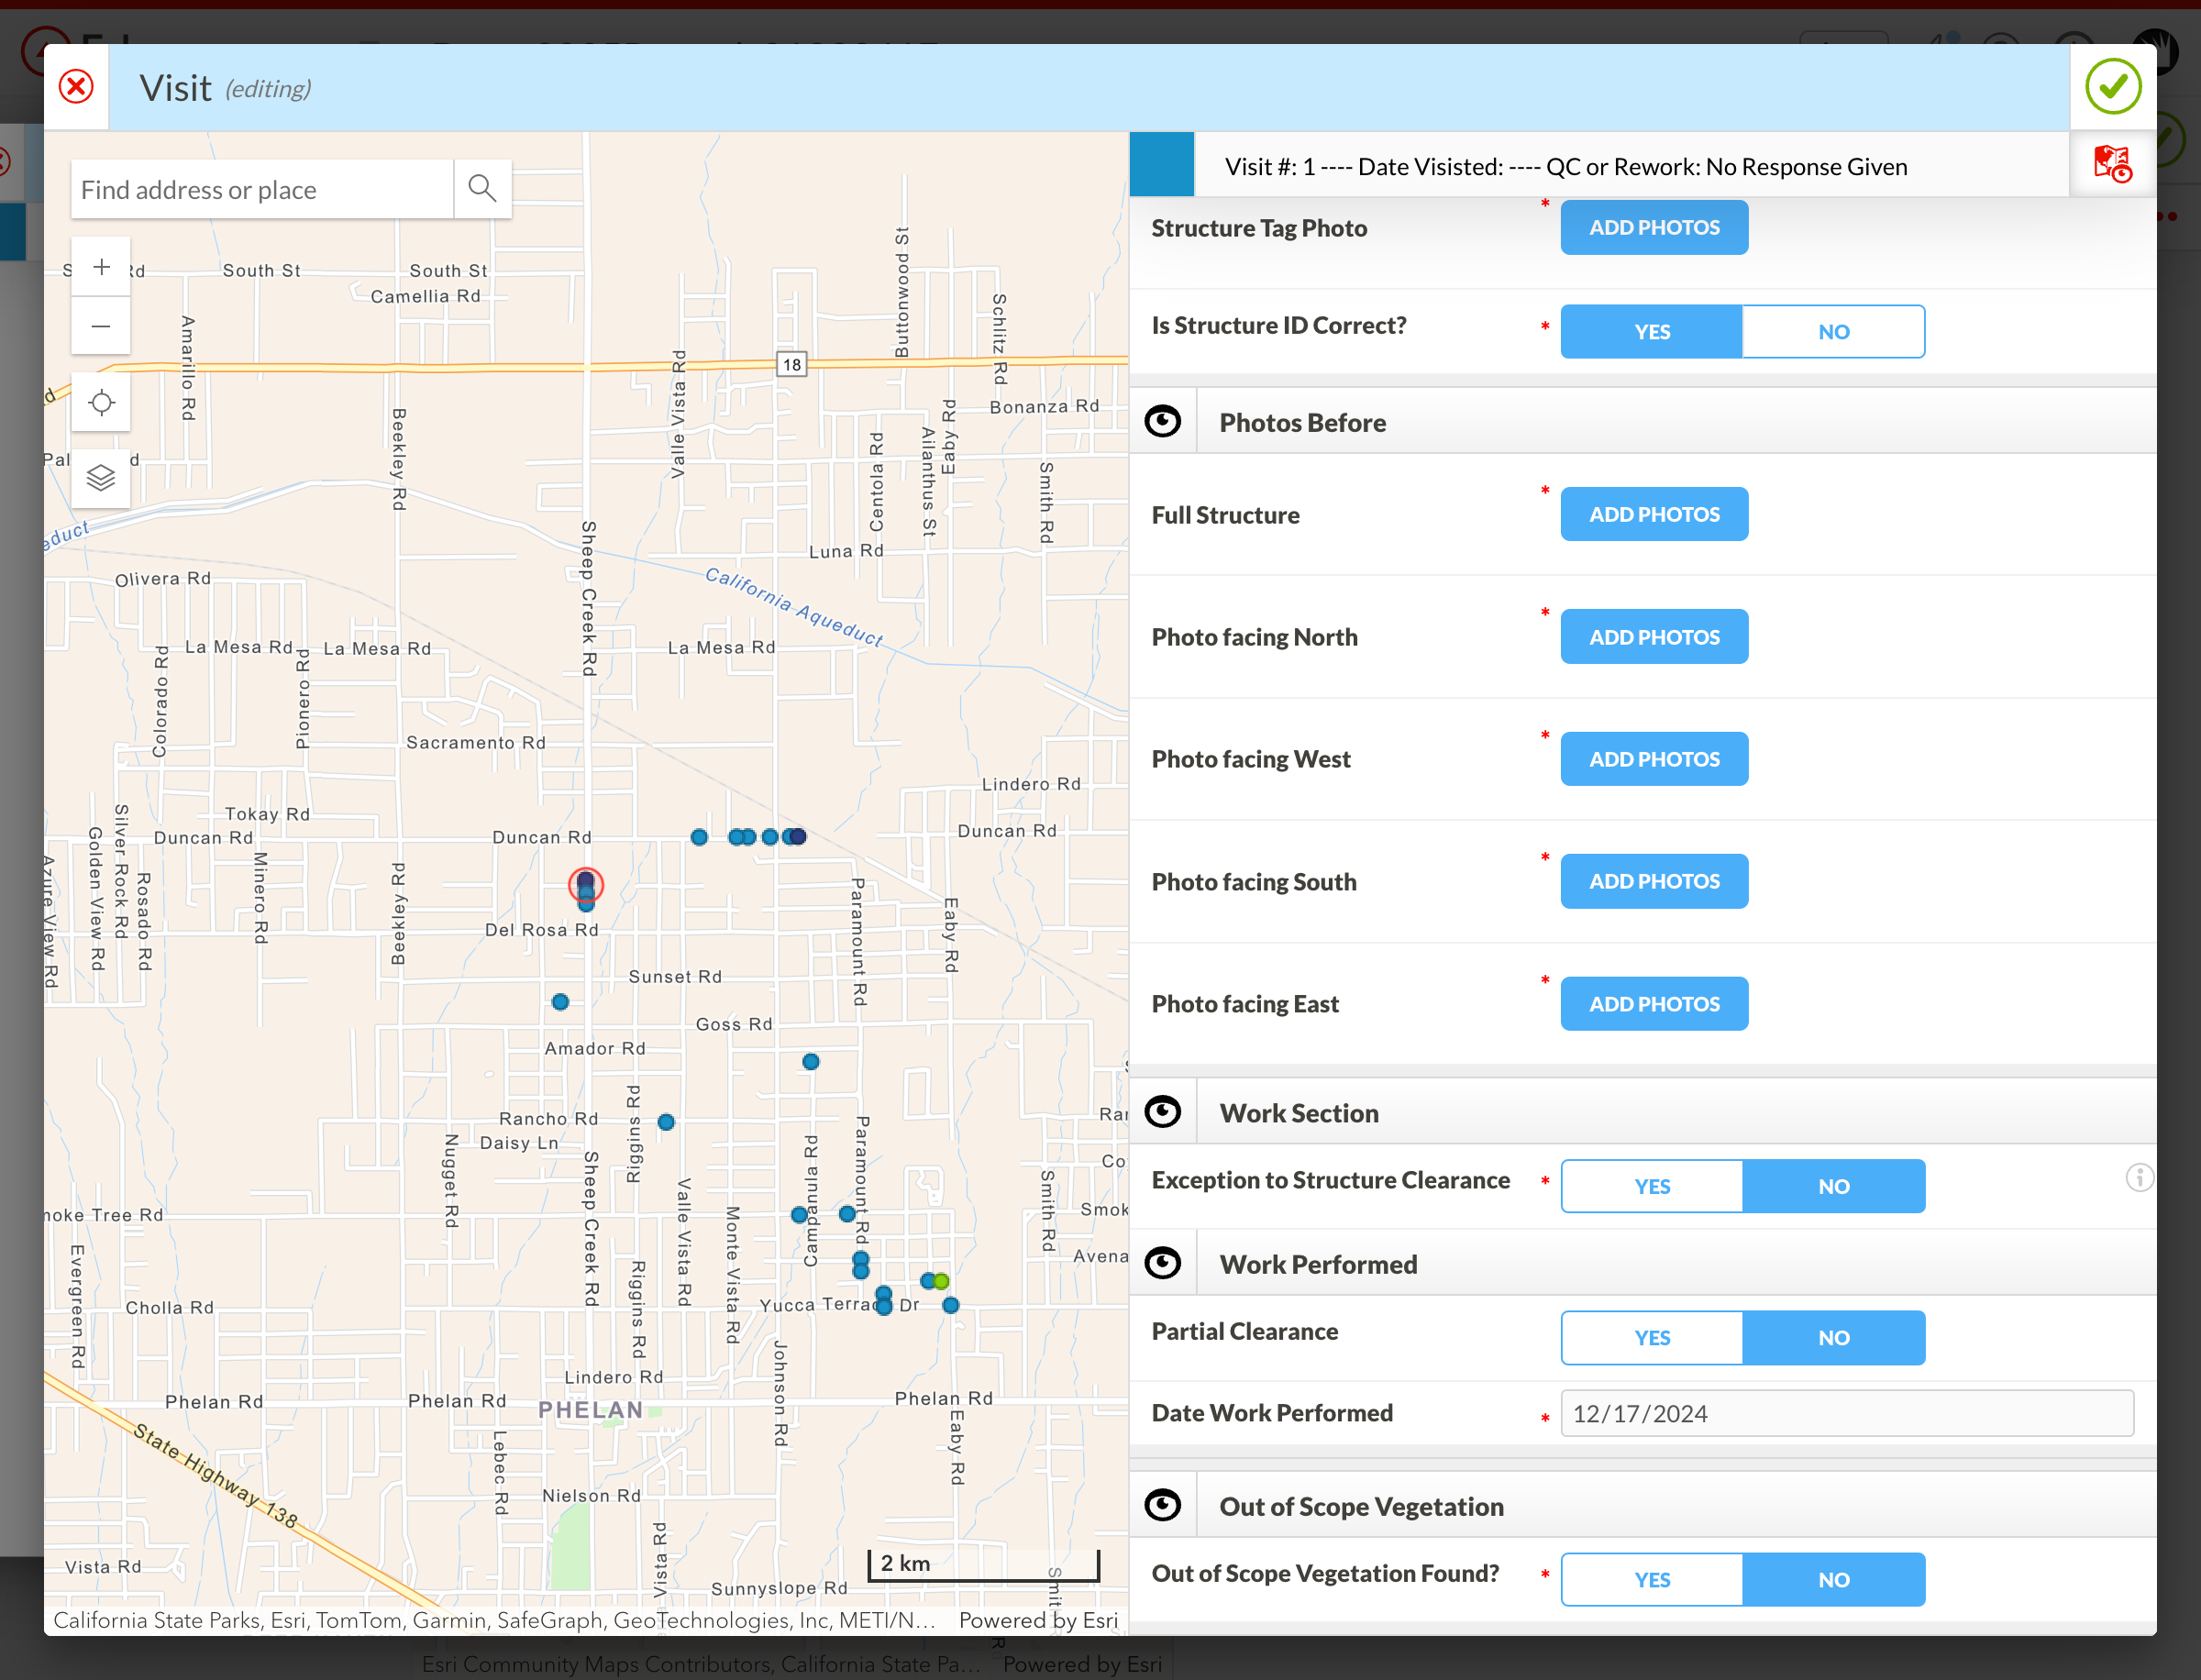 Visit (editing)
Find address or place
Visit #: 1 ---- Date Visisted: ---- QC or Rework: No Response Given
Structure Tag Photo
*
ADD PHOTOS
Is Structure ID Correct?
*
YES
NO
Photos Before
Full Structure
*
ADD PHOTOS
Photo facing North
*
ADD PHOTOS
Photo facing West
*
ADD PHOTOS
Photo facing South
*
ADD PHOTOS
Photo facing East
*
ADD PHOTOS
Work Section
Exception to Structure Clearance
*
YES
NO
Work Performed
Partial Clearance
YES
NO
Date Work Performed
*
12/17/2024
Out of Scope Vegetation
Out of Scope Vegetation Found?
*
YES
NO
South St
South St
Camellia Rd
Amarillo Rd
Buttonwood St
Schlitz Rd
18
Valle Vista Rd
Bonanza Rd
Beekley Rd
Eaby Rd
Ailanthus St
Centola Rd
Smith Rd
Sheep Creek Rd
Luna Rd
California Aqueduct
Olivera Rd
La Mesa Rd
La Mesa Rd
La Mesa Rd
Colorado Rd
Pionero Rd
Sacramento Rd
Lindero Rd
Tokay Rd
Duncan Rd
Duncan Rd
Duncan Rd
Silver Rock Rd
Golden View Rd
Azure View Rd
Rosado Rd
Minero Rd
Beekley Rd
Paramount Rd
Eaby Rd
Del Rosa Rd
Sunset Rd
Goss Rd
Amador Rd
Rancho Rd
Daisy Ln
Riggins Rd
Nugget Rd
Sheep Creek Rd
Valle Vista Rd
Monte Vista Rd
Paramount Rd
Smith Rd
Smok
Avena
Evergreen Rd
Cholla Rd
Riggins Rd
Yucca Terrac Dr
Johnson Rd
Lindero Rd
Phelan Rd
Phelan Rd
PHELAN
Phelan Rd
Eaby Rd
State Highway 138
Lebec Rd
Nielson Rd
Vista Rd
Vista Rd
2 km
Sunnyslope Rd
California State Parks, Esri, TomTom, Garmin, SafeGraph, GeoTechnologies, Inc, METI/N...
Powered by Esri
Esri Community Maps Contributors, California State Pa...
Powered by Esri